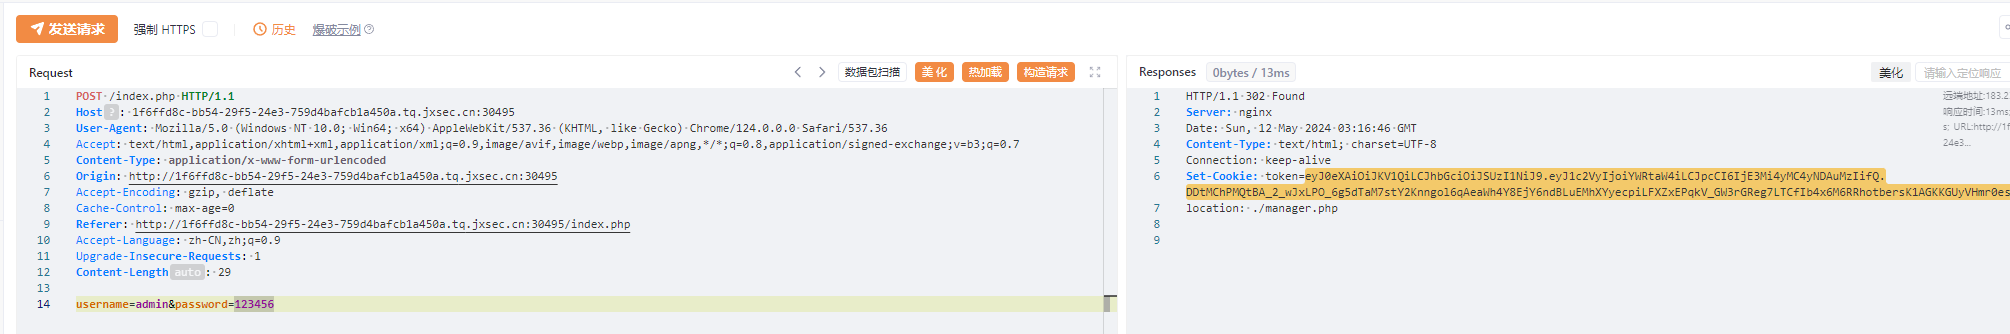 发送请求 强制 HTTPS 历史 爆破示例
Request 数据包扫描 美化 热加载 构造请求
1 POST /index.php HTTP/1.1
2 Host ? : 1f6ffd8c-bb54-29f5-24e3-759d4bafcb1a450a.tq.jxsec.cn:30495
3 User-Agent: Mozilla/5.0 (Windows NT 10.0; Win64; x64) AppleWebKit/537.36 (KHTML, like Gecko) Chrome/124.0.0.0 Safari/537.36
4 Accept: text/html,application/xhtml+xml,application/xml;q=0.9,image/avif,image/webp,image/apng,*/*;q=0.8,application/signed-exchange;v=b3;q=0.7
5 Content-Type: application/x-www-form-urlencoded
6 Origin: http://1f6ffd8c-bb54-29f5-24e3-759d4bafcb1a450a.tq.jxsec.cn:30495
7 Accept-Encoding: gzip, deflate
8 Cache-Control: max-age=0
9 Referer: http://1f6ffd8c-bb54-29f5-24e3-759d4bafcb1a450a.tq.jxsec.cn:30495/index.php
10 Accept-Language: zh-CN,zh;q=0.9
11 Upgrade-Insecure-Requests: 1
12 Content-Length auto : 29
13
14 username=admin&password=123456
Responses 0bytes / 13ms 美化 请输入定位响应
1 HTTP/1.1 302 Found
2 Server: nginx
3 Date: Sun, 12 May 2024 03:16:46 GMT
4 Content-Type: text/html; charset=UTF-8
5 Connection: keep-alive
6 Set-Cookie: token=eyJ0eXAiOiJKV1QiLCJhbGciOiJSUzI1NiJ9.eyJ1c2VyIjoiYWRtaW4iLCJpcCI6IjE3Mi4yMC4yNDAuMzIifQ.
DDtMChPMQtBA_2_wJxLPO_6g5dTaM7stY2Knngol6qAeaWh4Y8EjY6ndBLuEMhXYyecpiLFXZxEPqkV_GW3rGReg7LTCfIb4x6M6RRhotbersK1AGKKGUyVHmr0es
7 location: ./manager.php
8
9
远端地址:183.2
响应时间:13ms;
s; URL:http://1f
24e3...